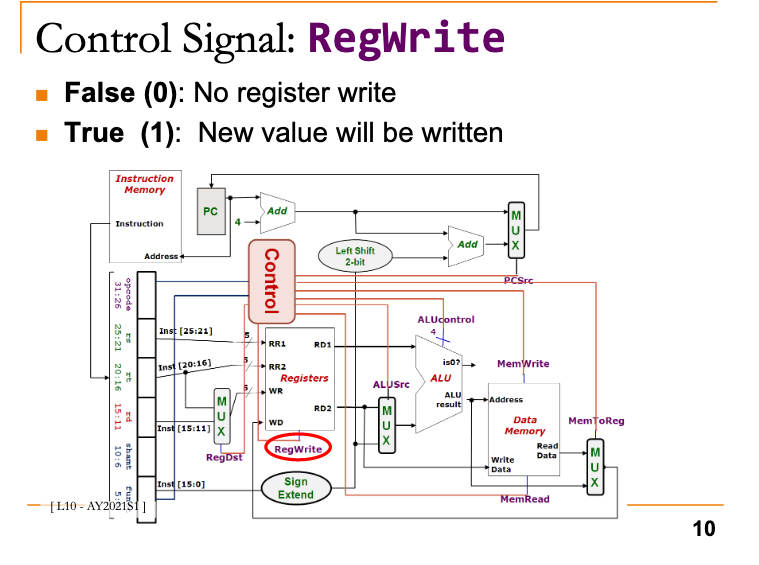 Control Signal: RegWrite
False (0): No register write
True (1): New value will be written
Instruction
Memory
Instruction
Address
PC
4
Add
Add
Left Shift
2-bit
MUX
PCSrc
Control
opcode
31:26
rs
25:21
rt
20:16
rd
15:11
shamt
10:6
Inst [25:21]
Inst [20:16]
Inst [15:11]
Inst [15:0]
5
5
5
MUX
RegDst
RR1
RR2
WR
WD
Registers
RD1
RD2
RegWrite
Sign
Extend
ALUSrc
MUX
ALUcontrol
4
is0?
ALU
ALU
result
MemWrite
Address
Data
Memory
Read
Data
Write
Data
MemRead
MemToReg
MUX
[ L10 - AY2021S1 ]
10